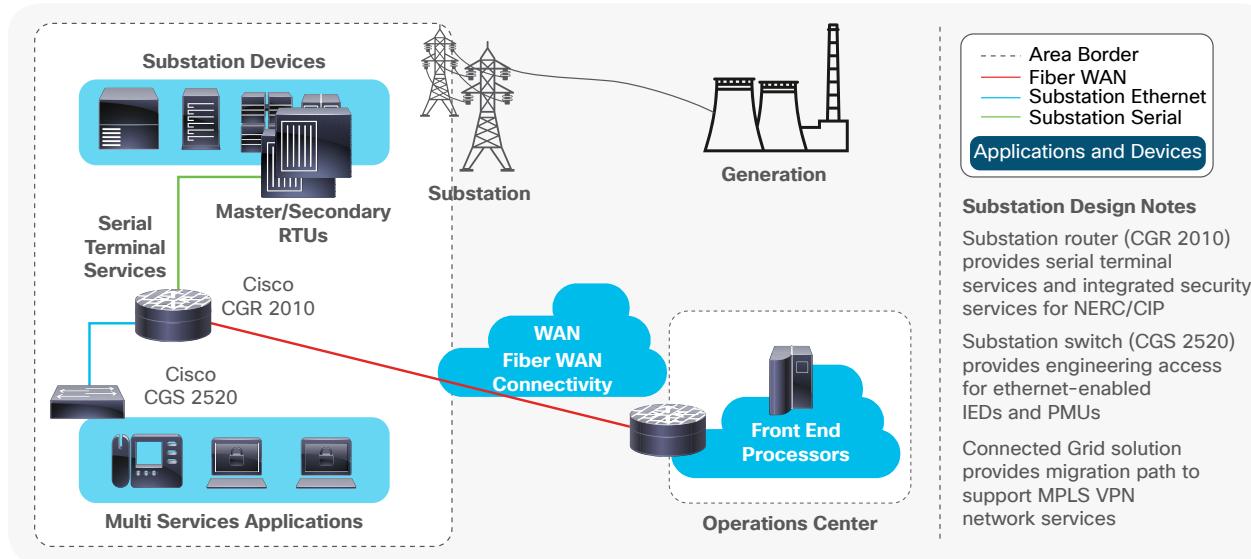 Substation Devices
Master/Secondary
RTUs
Serial
Terminal
Services
Cisco
CGR 2010
Cisco
CGS 2520
Multi Services Applications
Substation
Generation
WAN
Fiber WAN
Connectivity
Front End
Processors
Operations Center
Area Border
Fiber WAN
Substation Ethernet
Substation Serial
Applications and Devices
Substation Design Notes
Substation router (CGR 2010)
provides serial terminal
services and integrated security
services for NERC/CIP
Substation switch (CGS 2520)
provides engineering access
for ethernet-enabled
IEDs and PMUs
Connected Grid solution
provides migration path to
support MPLS VPN
network services